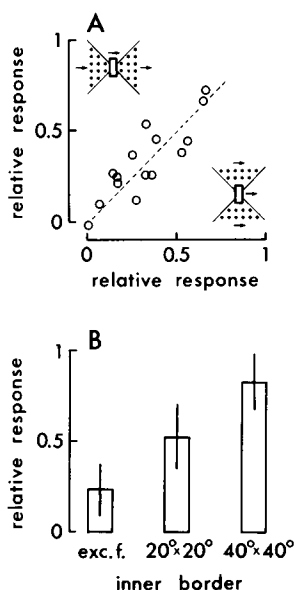 A
relative response
1
0.5
0
0 0.5 1
relative response
B
relative response
1
0.5
0
exc.f. 20°×20° 40°×40°
inner border